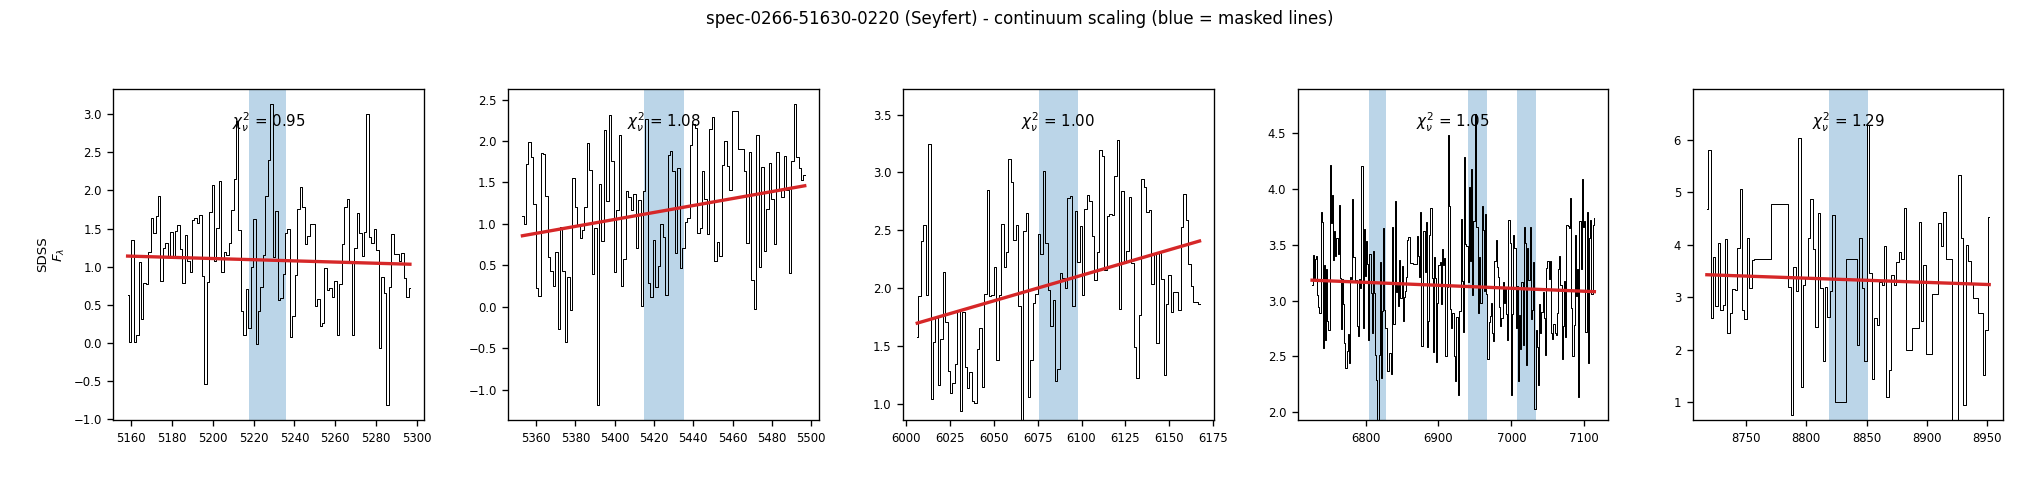 spec-0266-51630-0220 (Seyfert) - continuum scaling (blue = masked lines)
SDSS
F_λ
χ²_ν = 0.95
3.0
2.5
2.0
1.5
1.0
0.5
0.0
−0.5
−1.0
5160 5180 5200 5220 5240 5260 5280 5300
χ²_ν = 1.08
2.5
2.0
1.5
1.0
0.5
0.0
−0.5
−1.0
5360 5380 5400 5420 5440 5460 5480 5500
χ²_ν = 1.00
3.5
3.0
2.5
2.0
1.5
1.0
6000 6025 6050 6075 6100 6125 6150 6175
χ²_ν = 1.05
4.5
4.0
3.5
3.0
2.5
2.0
6800 6900 7000 7100
χ²_ν = 1.29
6
5
4
3
2
1
8750 8800 8850 8900 8950